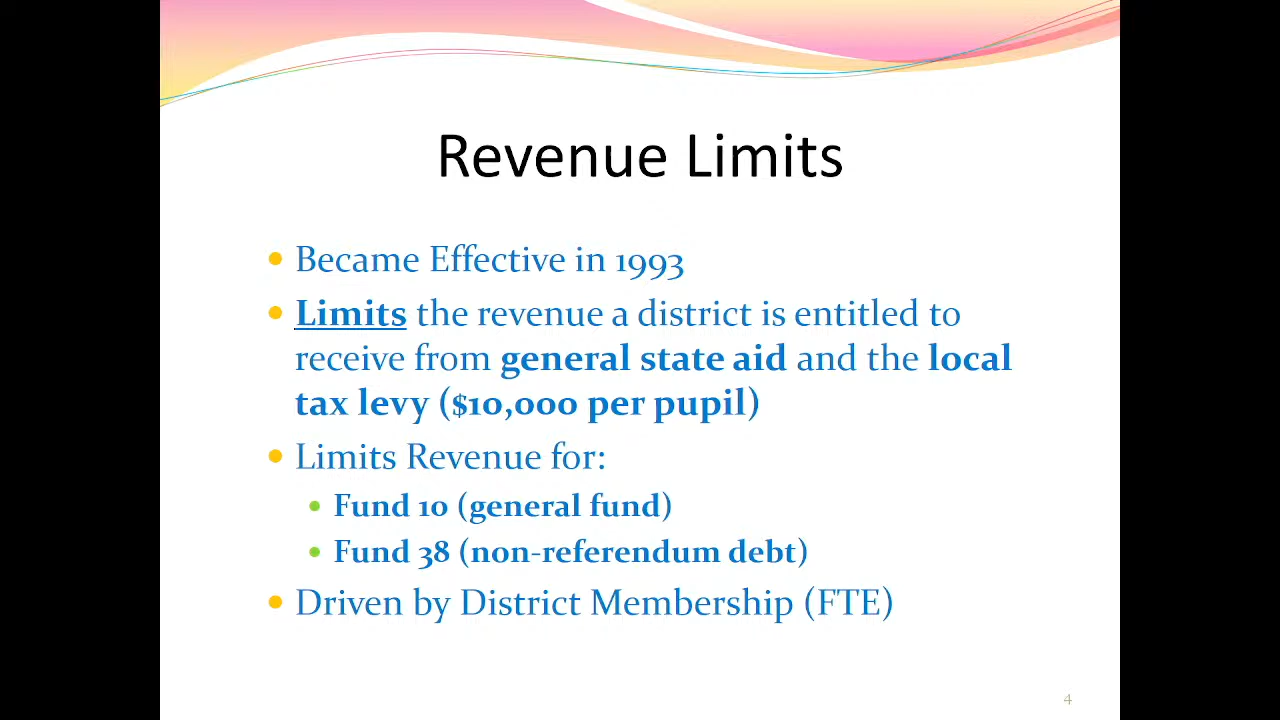 Revenue Limits
Became Effective in 1993
Limits the revenue a district is entitled to
receive from general state aid and the local
tax levy ($10,000 per pupil)
Limits Revenue for:
Fund 10 (general fund)
Fund 38 (non-referendum debt)
Driven by District Membership (FTE)
4